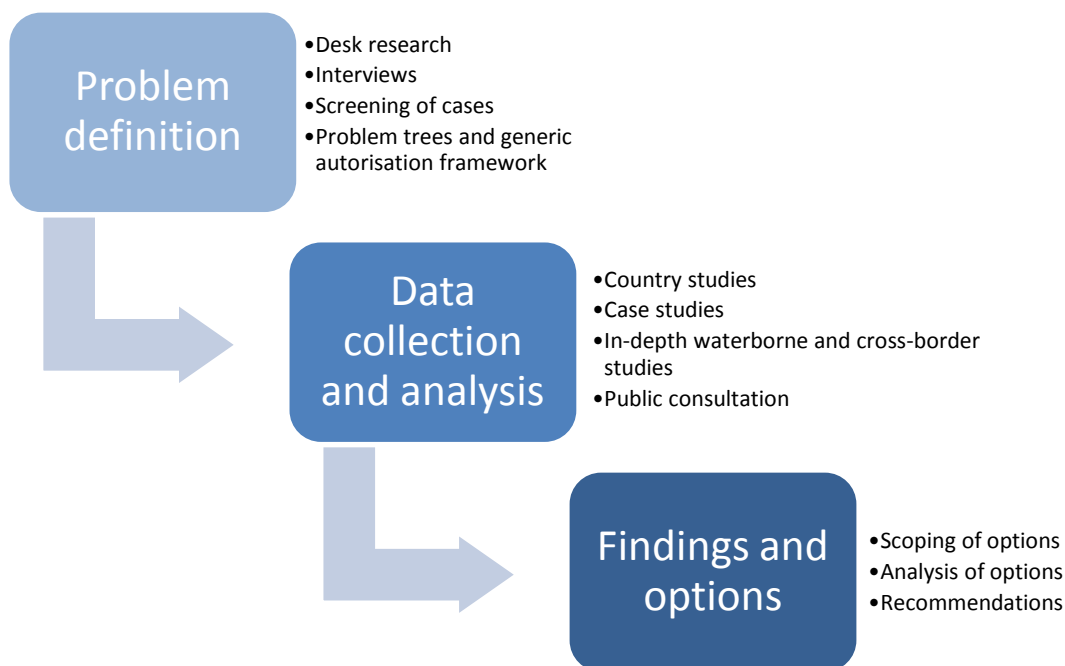 Problem
definition
•Desk research
•Interviews
•Screening of cases
•Problem trees and generic
autorisation framework
Data
collection
and analysis
•Country studies
•Case studies
•In-depth waterborne and cross-border
studies
•Public consultation
Findings and
options
•Scoping of options
•Analysis of options
•Recommendations